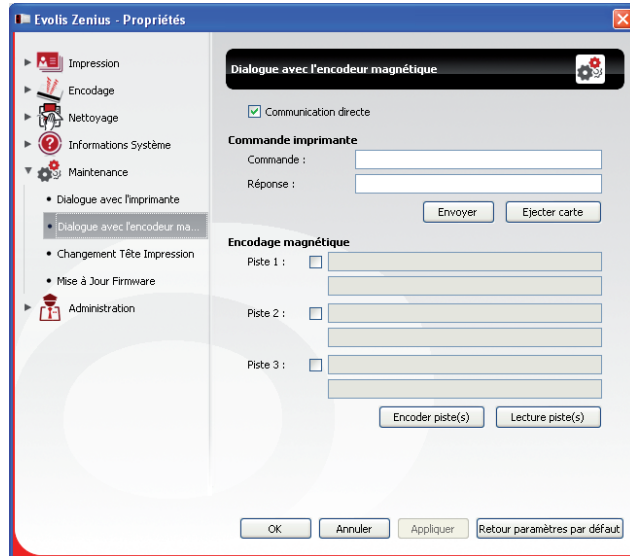 Evolis Zenius - Propriétés
Impression
Encodage
Nettoyage
Informations Système
Maintenance
Dialogue avec l'imprimante
Dialogue avec l'encodeur ma...
Changement Tête Impression
Mise à Jour Firmware
Administration
Dialogue avec l'encodeur magnétique
Communication directe
Commande imprimante
Commande :
Réponse :
Envoyer
Ejecter carte
Encodage magnétique
Piste 1 :
Piste 2 :
Piste 3 :
Encoder piste(s)
Lecture piste(s)
OK
Annuler
Appliquer
Retour paramètres par défaut